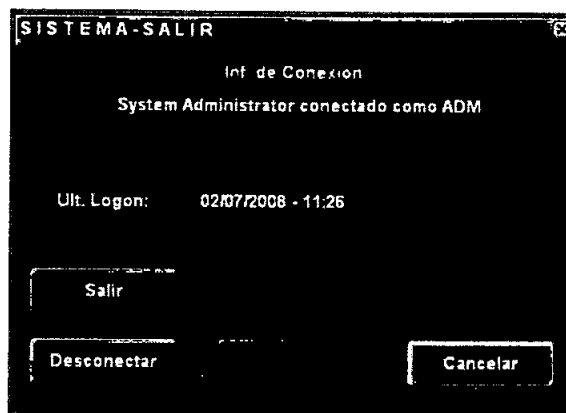 SISTEMA-SALIR
Inf. de Conexion
System Administrator conectado como ADM
Ult. Logon: 02/07/2008 - 11:26
Salir
Desconectar Cancelar